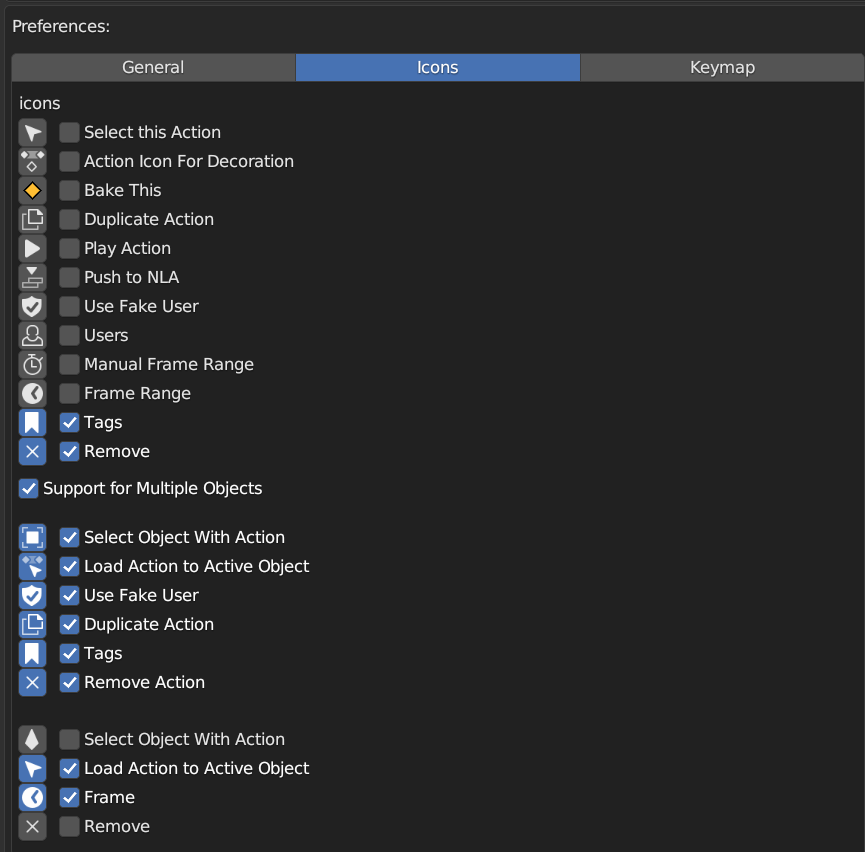 Preferences:
General
Icons
Keymap
icons
Select this Action
Action Icon For Decoration
Bake This
Duplicate Action
Play Action
Push to NLA
Use Fake User
Users
Manual Frame Range
Frame Range
Tags
Remove
Support for Multiple Objects
Select Object With Action
Load Action to Active Object
Use Fake User
Duplicate Action
Tags
Remove Action
Select Object With Action
Load Action to Active Object
Frame
Remove